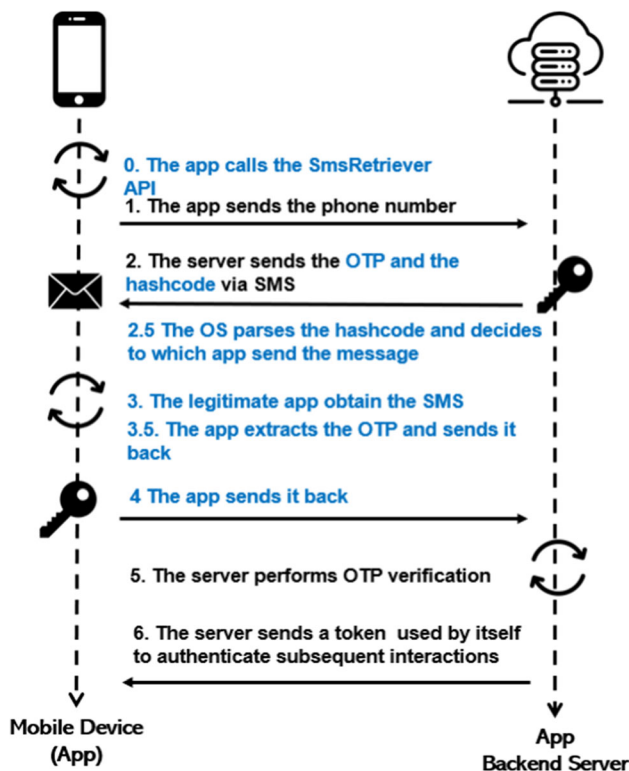 0. The app calls the SmsRetriever
API
1. The app sends the phone number
2. The server sends the OTP and the
hashcode via SMS
2.5 The OS parses the hashcode and decides
to which app send the message
3. The legitimate app obtain the SMS
3.5. The app extracts the OTP and sends it
back
4 The app sends it back
5. The server performs OTP verification
6. The server sends a token used by itself
to authenticate subsequent interactions
Mobile Device
(App)
App
Backend Server